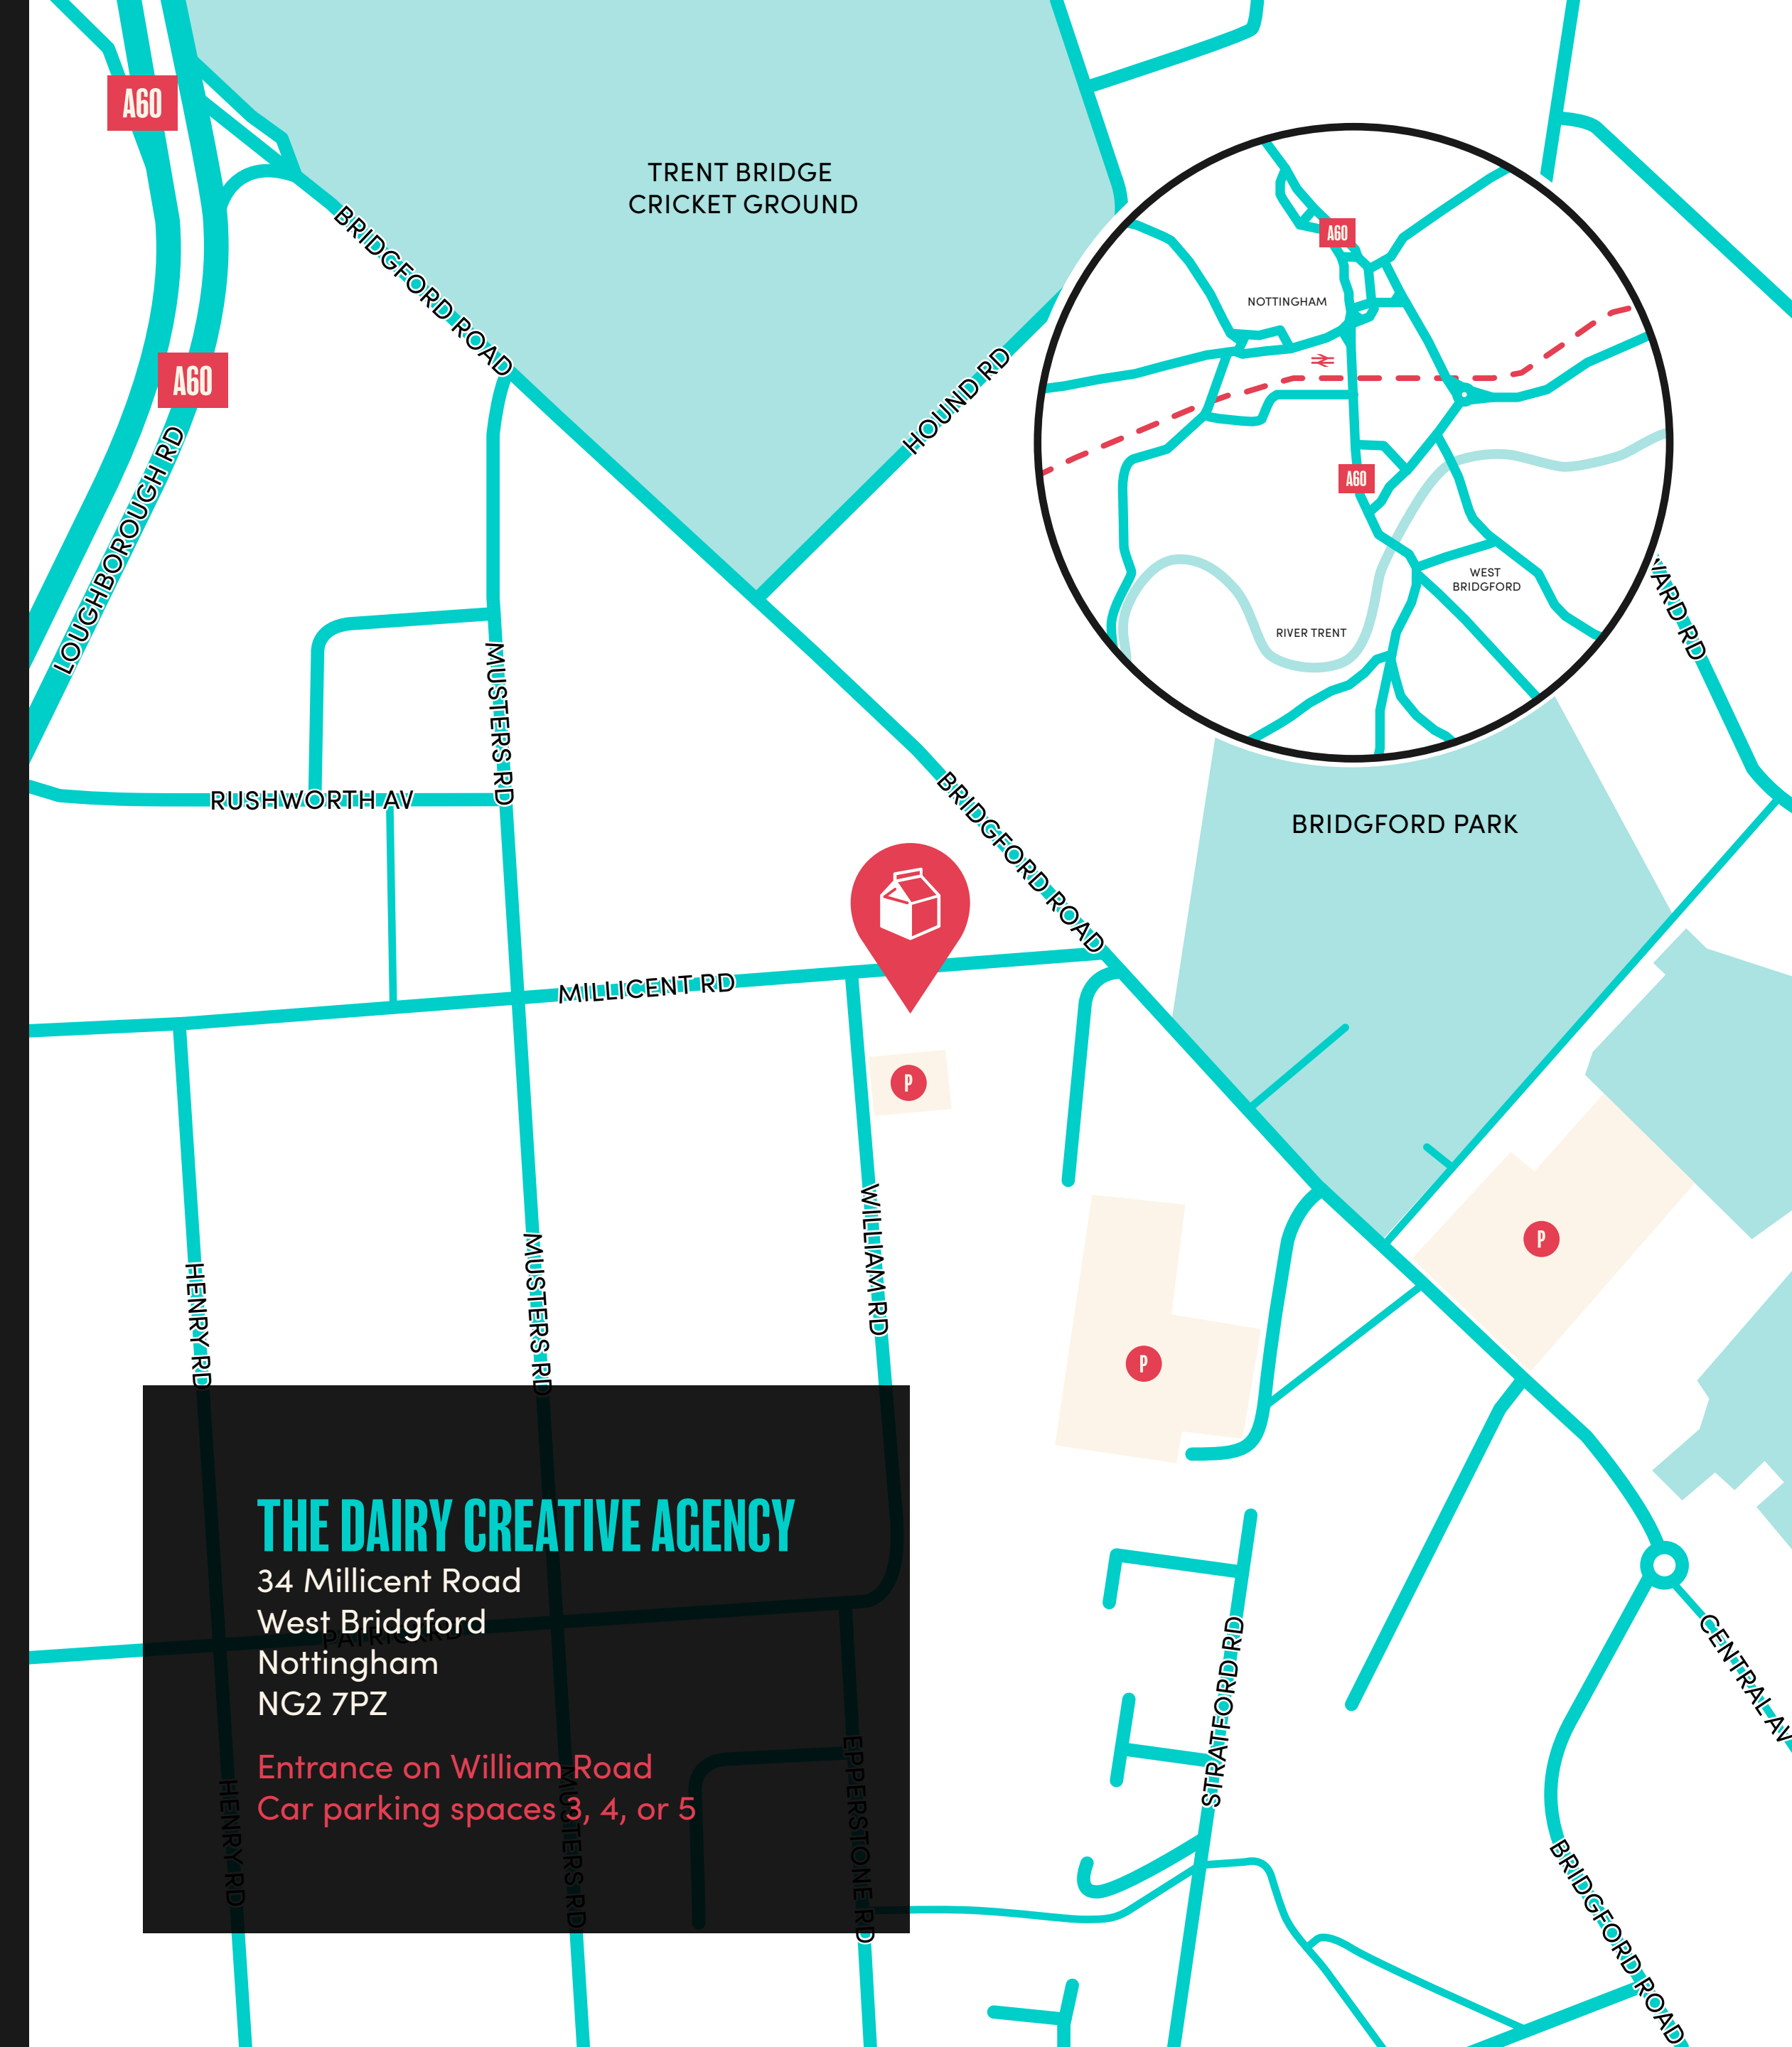 A60
TRENT BRIDGE
CRICKET GROUND
BRIDGFORD ROAD
A60
NOTTINGHAM
A60
HOUND RD
LOUGHBOROUGH RD
A60
WEST
BRIDGFORD
RIVER TRENT
MUSTERS RD
RUSHWORTH AV
BRIDGFORD ROAD
BRIDGFORD PARK
MILLICENT RD
P
WILLIAM RD
P
HENRY RD
MUSTERS RD
P
THE DAIRY CREATIVE AGENCY
34 Millicent Road
West Bridgford
Nottingham
NG2 7PZ
Entrance on William Road
Car parking spaces 3, 4, or 5
HENRY RD
MUSTERS RD
EPPERSTONE RD
STRATFORD RD
CENTRAL AV
BRIDGFORD ROAD
RD